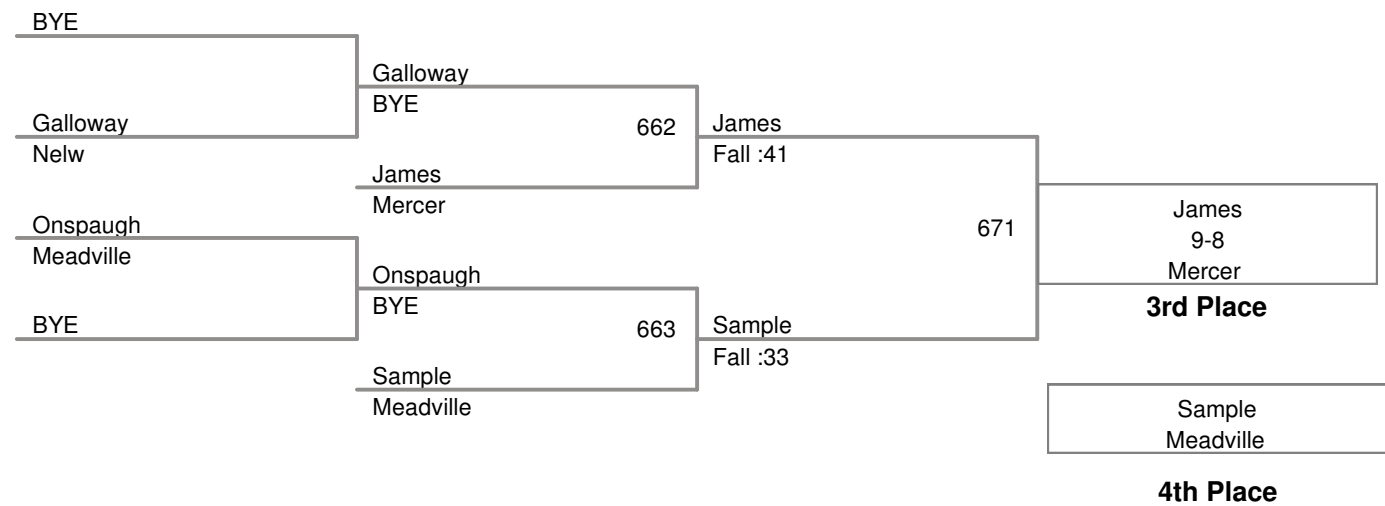 BYE
Galloway
BYE
Galloway
Nelw
662
James
Fall :41
James
Mercer
Onspaugh
Meadville
671
James
9-8
Mercer
3rd Place
Onspaugh
BYE
BYE
663
Sample
Fall :33
Sample
Meadville
Sample
Meadville
4th Place